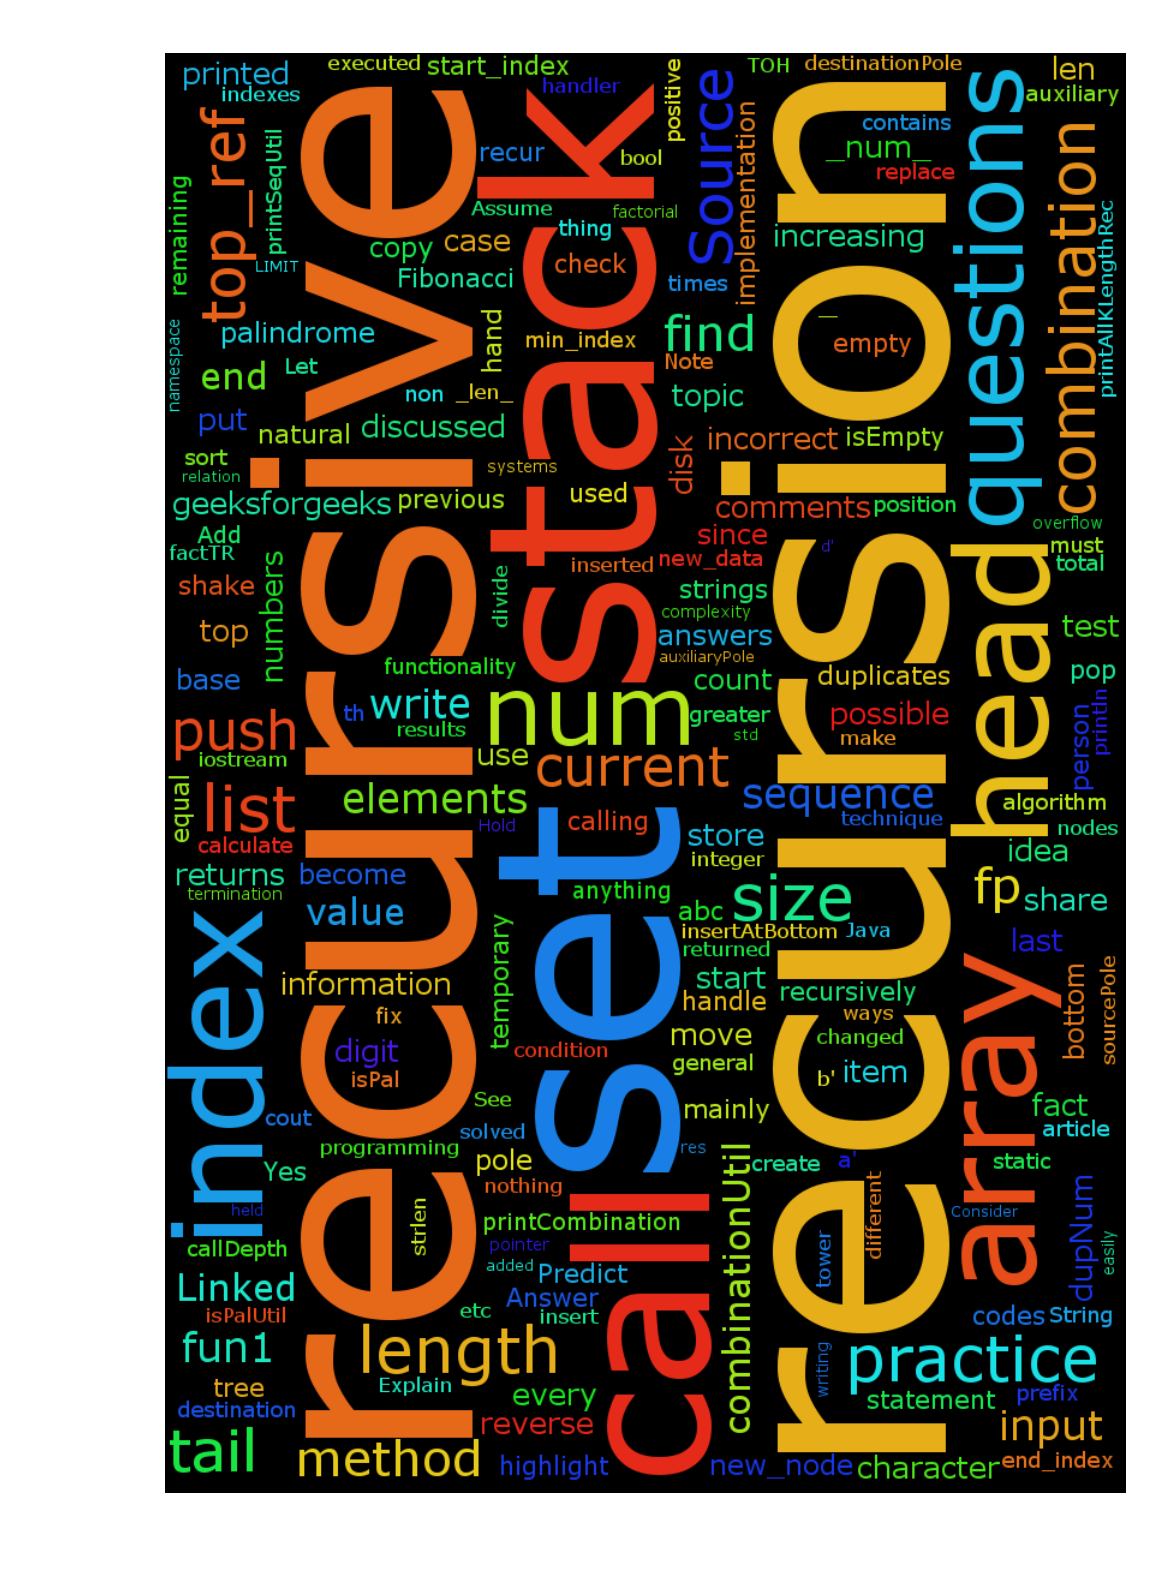 printed
executed
start_index
handler
positive
TOH
destinationPole
len
indexes
auxiliary
top_ref
printSeqUtil
recursive
stack
recursion
Source
implementation
contains
questions
combination
recur
bool
_num_
replace
remaining
Assume
factorial
printAllKLengthRec
copy
case
thing
increasing
LIMIT
Fibonacci
check
times
palindrome
hand
min_index
find
__
empty
namespace
Let
Note
end
non
_len_
topic
put
natural
discussed
disk
incorrect
isEmpty
sort
relation
systems
geeksforgeeks
previous
used
comments
position
Add
since
overflow
factTR
numbers
divide
inserted
new_data
d'
head
must
total
shake
strings
complexity
top
answers
test
auxiliaryPole
functionality
base
count
duplicates
pop
num
write
th
greater
possible
person
println
push
results
std
make
iostream
use
current
equal
list
elements
sequence
algorithm
Hold
set
calling
store
technique
nodes
calculate
integer
idea
returns
become
termination
anything
size
fp
share
index
value
temporary
abc
insertAtBottom
Java
last
returned
information
start
recursively
array
bottom
sourcePole
fix
handle
ways
digit
condition
move
changed
isPal
general
b'
item
See
mainly
fact
cout
solved
article
programming
res
combinationUtil
Yes
pole
create
a'
static
nothing
call
different
dupNum
held
strlen
printCombination
Consider
callDepth
pointer
tower
easily
added
Predict
Linked
Answer
isPalUtil
etc
insert
codes
String
fun1
length
practice
writing
tree
Explain
every
statement
prefix
destination
reverse
input
tail
method
highlight
new_node
character
end_index